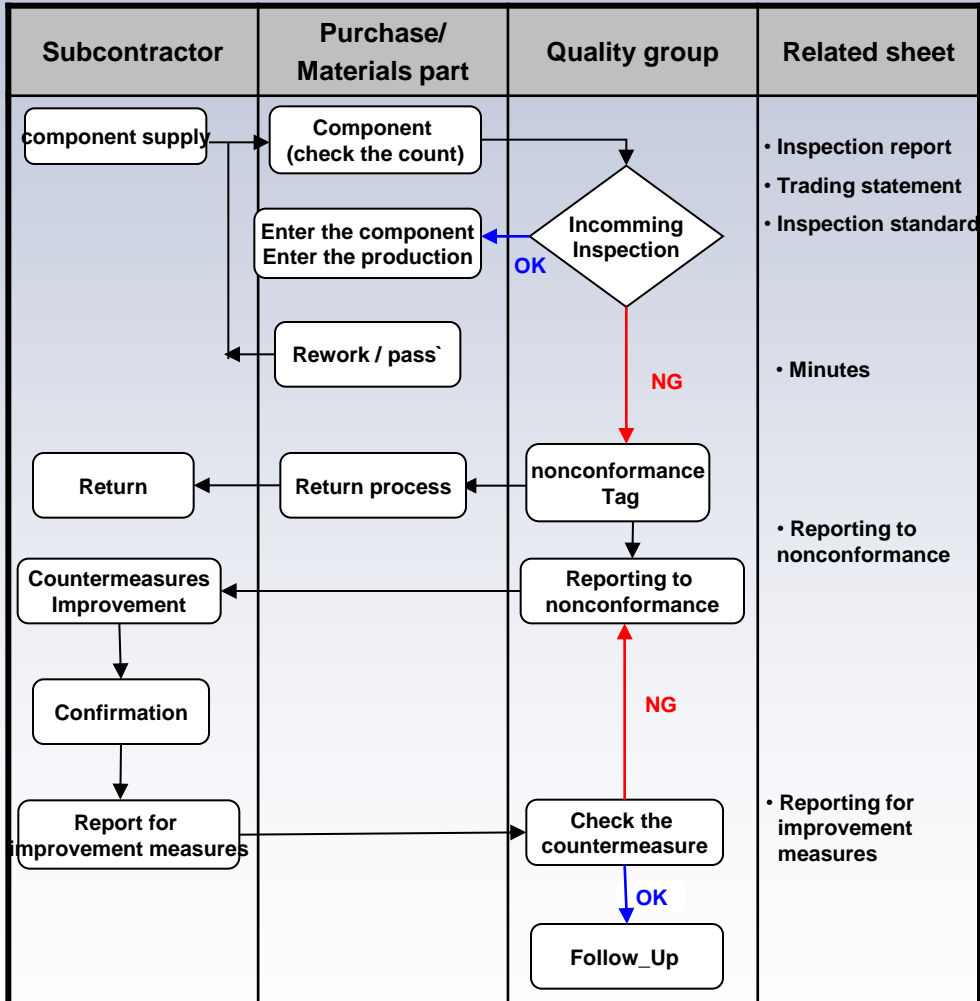 Subcontractor
Purchase/
Materials part
Quality group
Related sheet
component supply
Component
(check the count)
• Inspection report
• Trading statement
• Inspection standard
Incomming
Inspection
Enter the component
Enter the production
OK
Rework / pass`
NG
• Minutes
Return
Return process
nonconformance
Tag
• Reporting to
nonconformance
Countermeasures
Improvement
Reporting to
nonconformance
Confirmation
NG
Report for
improvement measures
Check the
countermeasure
• Reporting for
improvement
measures
OK
Follow_Up